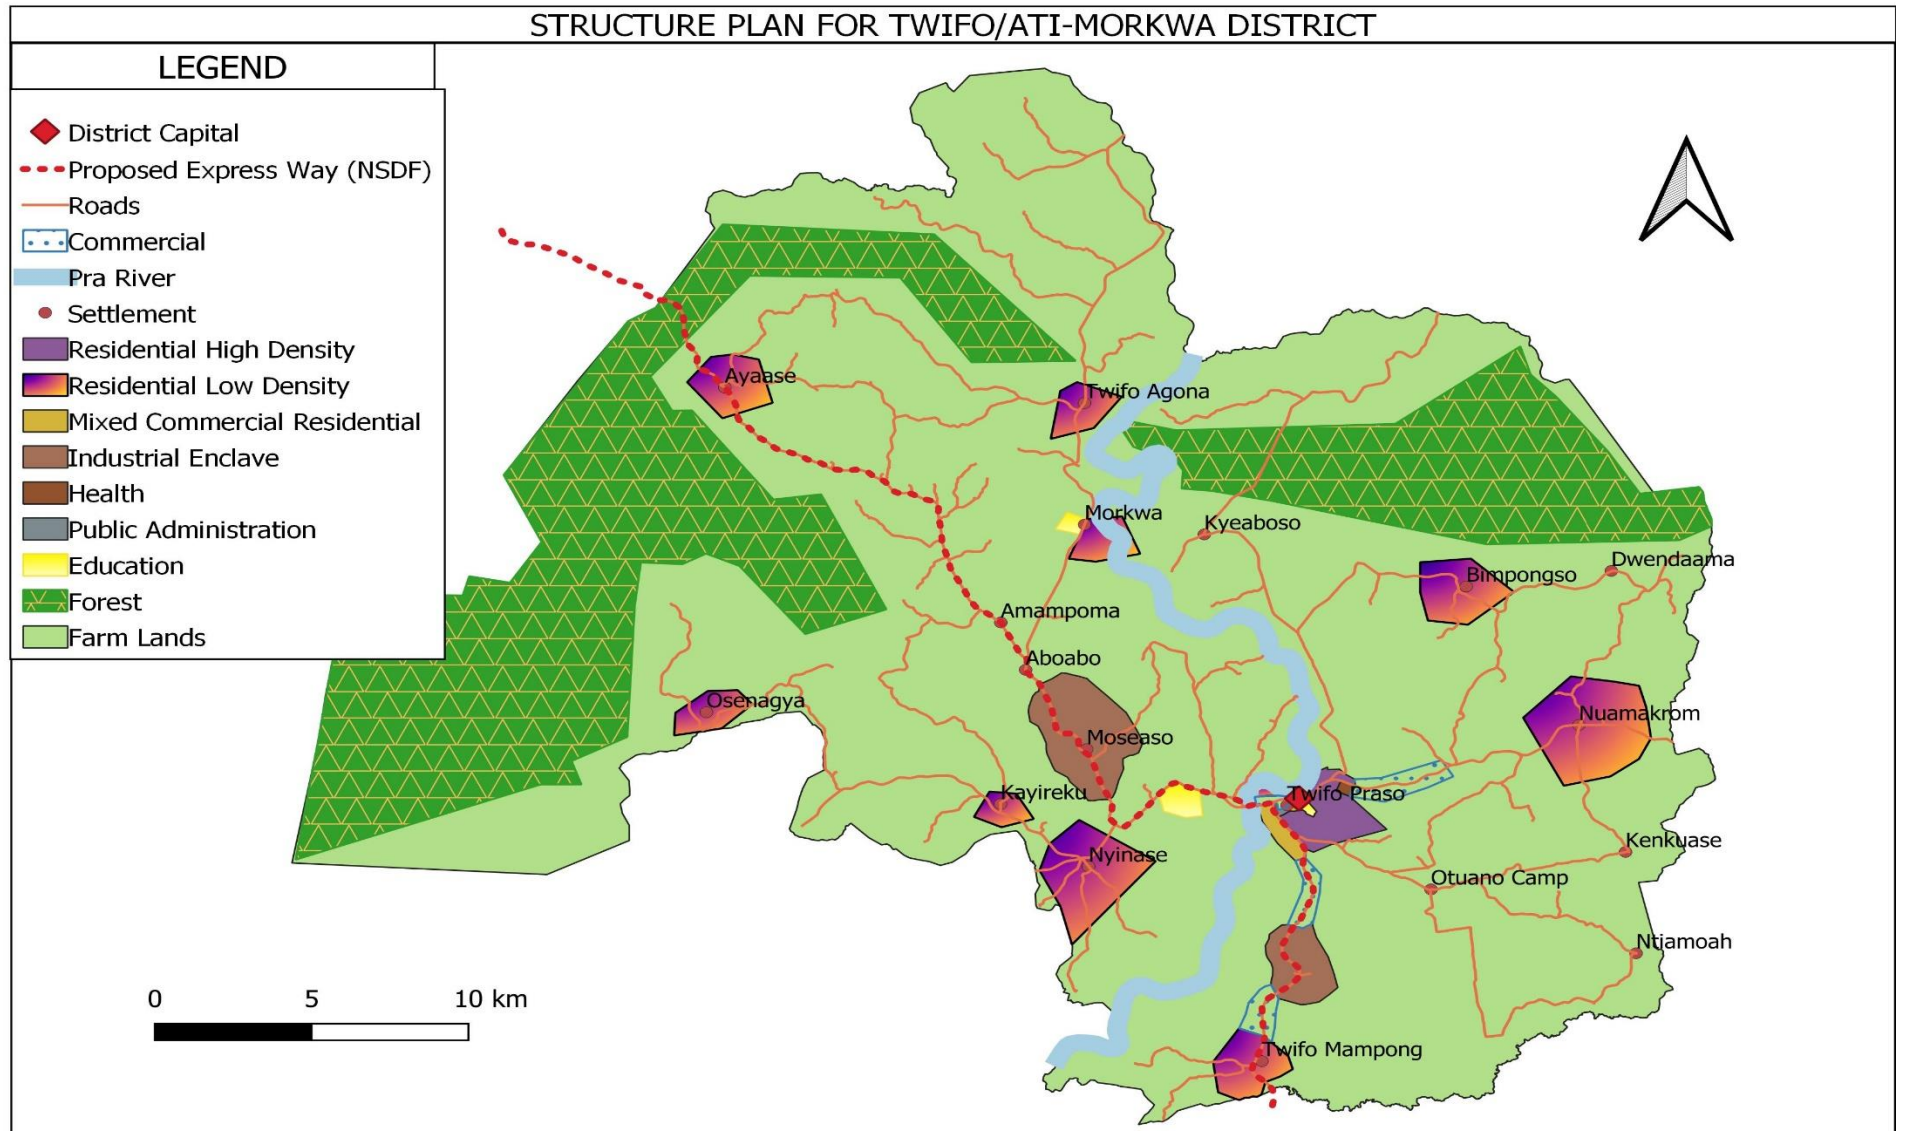 STRUCTURE PLAN FOR TWIFO/ATI-MORKWA DISTRICT
LEGEND
District Capital
Proposed Express Way (NSDF)
Roads
Commercial
Pra River
Settlement
Residential High Density
Residential Low Density
Mixed Commercial Residential
Industrial Enclave
Health
Public Administration
Education
Forest
Farm Lands
Ayaase
Twifo Agona
Morkwa
Kyeaboso
Dwendaama
Bimpongso
Amampoma
Aboabo
Osenagya
Nuamakrom
Moseaso
Kayireku
Twifo Praso
Kenkuase
Nyinase
Otuano Camp
Ntiamoah
Twifo Mampong
0 5 10 km